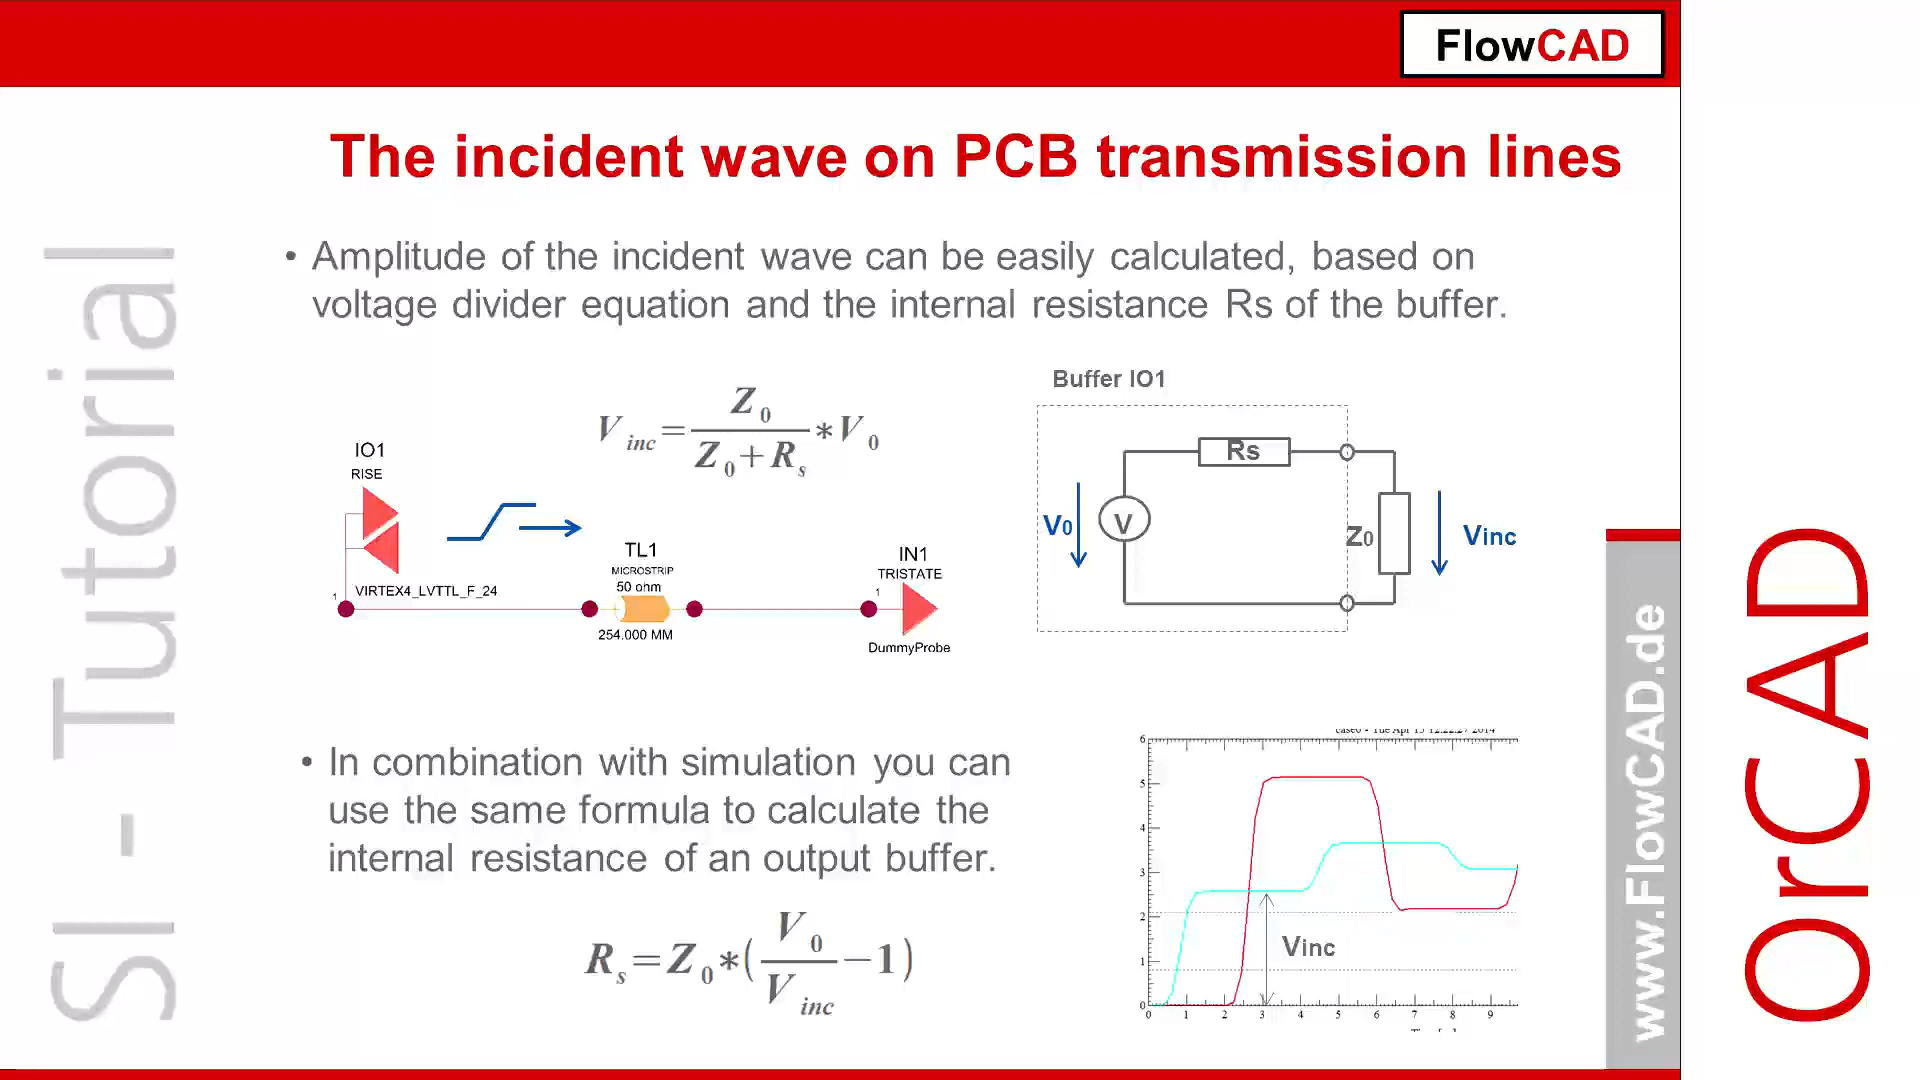 FlowCAD
The incident wave on PCB transmission lines
• Amplitude of the incident wave can be easily calculated, based on
voltage divider equation and the internal resistance Rs of the buffer.
V inc = Z 0 / Z 0 + R s * V 0
IO1
RISE
VIRTEX4_LVTTL_F_24
1
TL1
MICROSTRIP
50 ohm
254.000 MM
IN1
TRISTATE
1
DummyProbe
Buffer IO1
Rs
V0
V
Z0
Vinc
• In combination with simulation you can
use the same formula to calculate the
internal resistance of an output buffer.
R s = Z 0 * ( V 0 / V inc − 1 )
6
5
4
3
2
1
0
Vinc
0 1 2 3 4 5 6 7 8 9
SI - Tutorial
www.FlowCAD.de
OrCAD